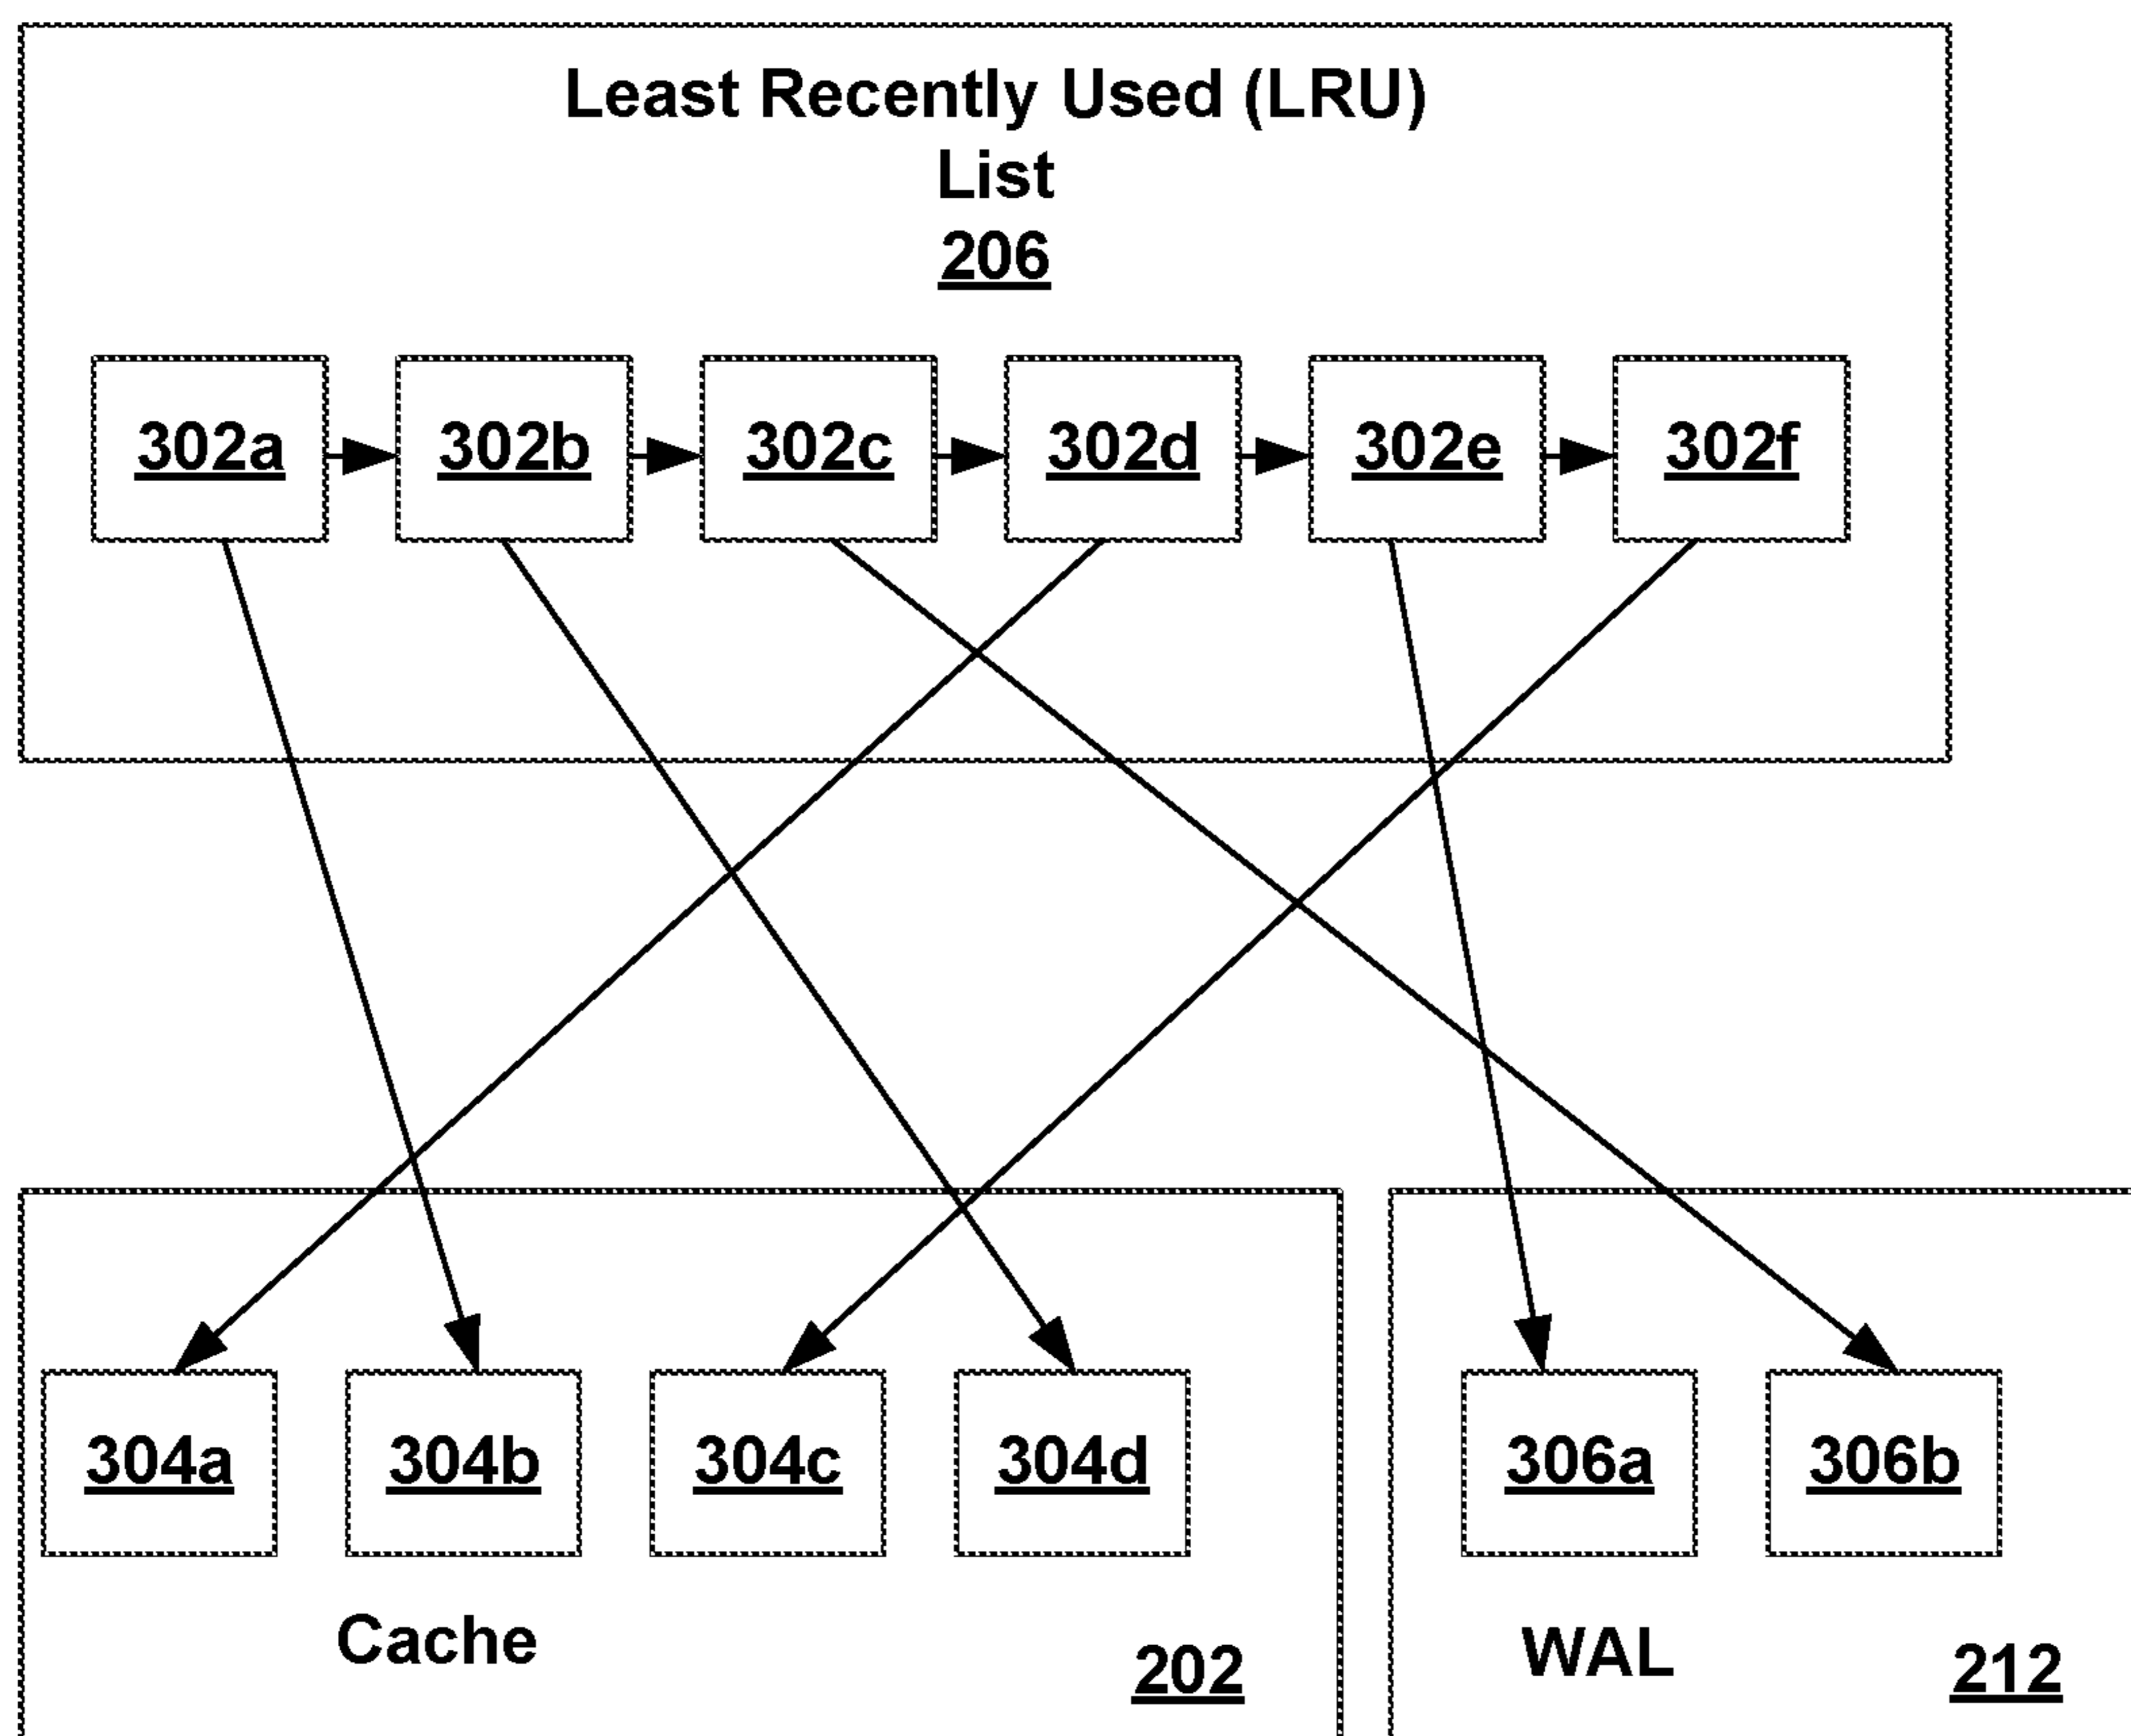 Least Recently Used (LRU)
List
206
302a 302b 302c 302d 302e 302f
304a 304b 304c 304d 306a 306b
Cache
202
WAL
212